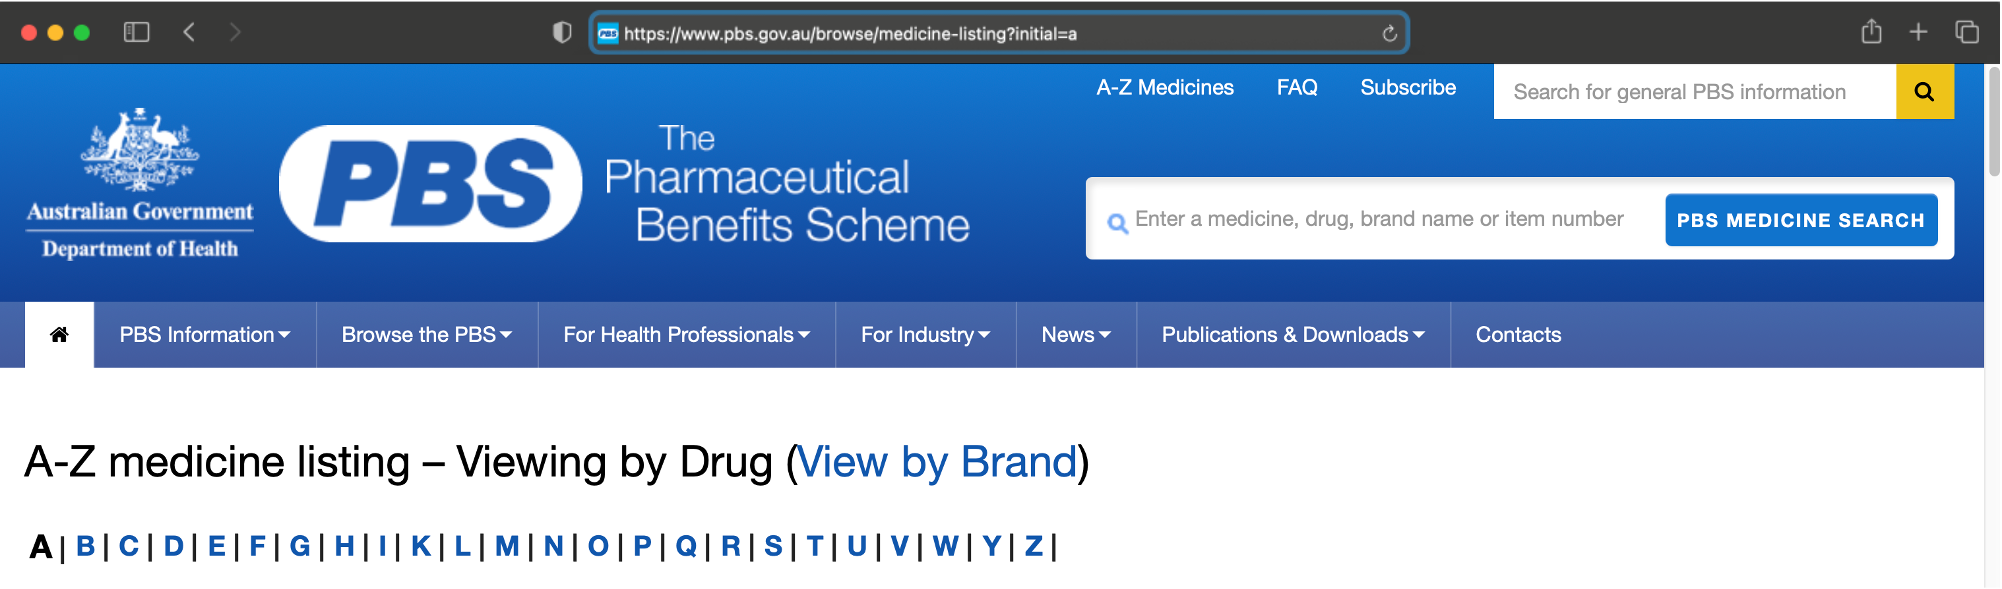 PBS https://www.pbs.gov.au/browse/medicine-listing?initial=a
A-Z Medicines FAQ Subscribe Search for general PBS information
Australian Government
Department of Health
PBS
The
Pharmaceutical
Benefits Scheme
Enter a medicine, drug, brand name or item number PBS MEDICINE SEARCH
PBS Information Browse the PBS For Health Professionals For Industry News Publications & Downloads Contacts
A-Z medicine listing – Viewing by Drug (View by Brand)
A | B | C | D | E | F | G | H | I | K | L | M | N | O | P | Q | R | S | T | U | V | W | Y | Z |